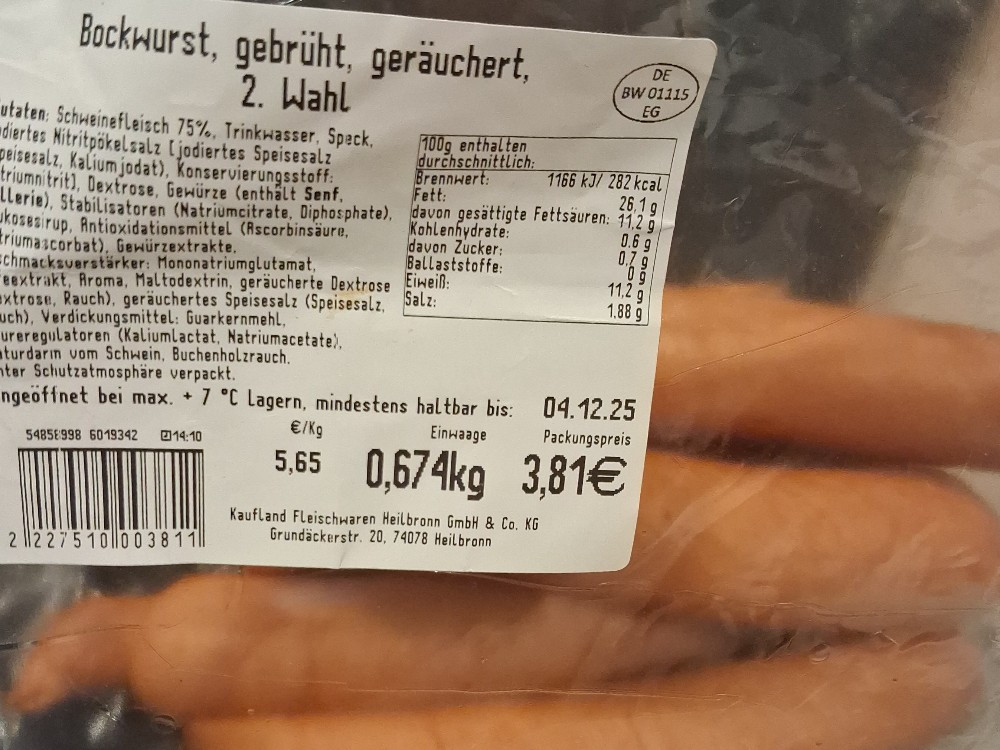 Bockwurst, gebrüht, geräuchert,
2. Wahl
DE
BW 01115
EG
utaten: Schweinefleisch 75%, Trinkwasser, Speck,
diertes Nitritpökelsalz [jodiertes Speisesalz
peisesalz, Kaliumjodat), Konservierungsstoff:
triumnitrit], Dextrose, Gewürze (enthält Senf,
llerie), Stabilisatoren (Natriumcitrate, Diphosphate),
ukosesirup, Antioxidationsmittel (Ascorbinsäure,
triumascorbat), Gewürzextrakte,
chmacksverstärker: Mononatriumglutamat,
eextrakt, Aroma, Maltodextrin, geräucherte Dextrose
extrose, Rauch), geräuchertes Speisesalz (Speisesalz,
uch), Verdickungsmittel: Guarkernmehl,
ureregulatoren (Kaliumlactat, Natriumacetate),
aturdarm vom Schwein, Buchenholzrauch.
nter Schutzatmosphäre verpackt.
100g enthalten
durchschnittlich:
Brennwert: 1166 kJ/ 282 kcal
Fett: 26,1 g
davon gesättigte Fettsäuren: 11,2 g
Kohlenhydrate: 0,6 g
davon Zucker: 0,7 g
Ballaststoffe: 0 g
Eiweiß: 11,2 g
Salz: 1,88 g
ngeöffnet bei max. + 7 °C Lagern, mindestens haltbar bis: 04.12.25
54858998 6019342 14:10
€/Kg Einwaage Packungspreis
5,65 0,674kg 3,81€
2 227510 003811
Kaufland Fleischwaren Heilbronn GmbH & Co. KG
Grundäckerstr. 20, 74078 Heilbronn